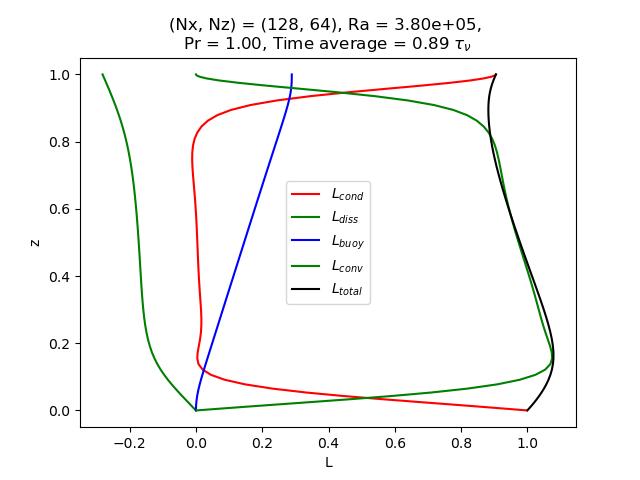 (Nx, Nz) = (128, 64), Ra = 3.80e+05,
Pr = 1.00, Time average = 0.89 τ_ν
1.0
0.8
0.6
0.4
0.2
0.0
z
L_cond
L_diss
L_buoy
L_conv
L_total
−0.2 0.0 0.2 0.4 0.6 0.8 1.0
L